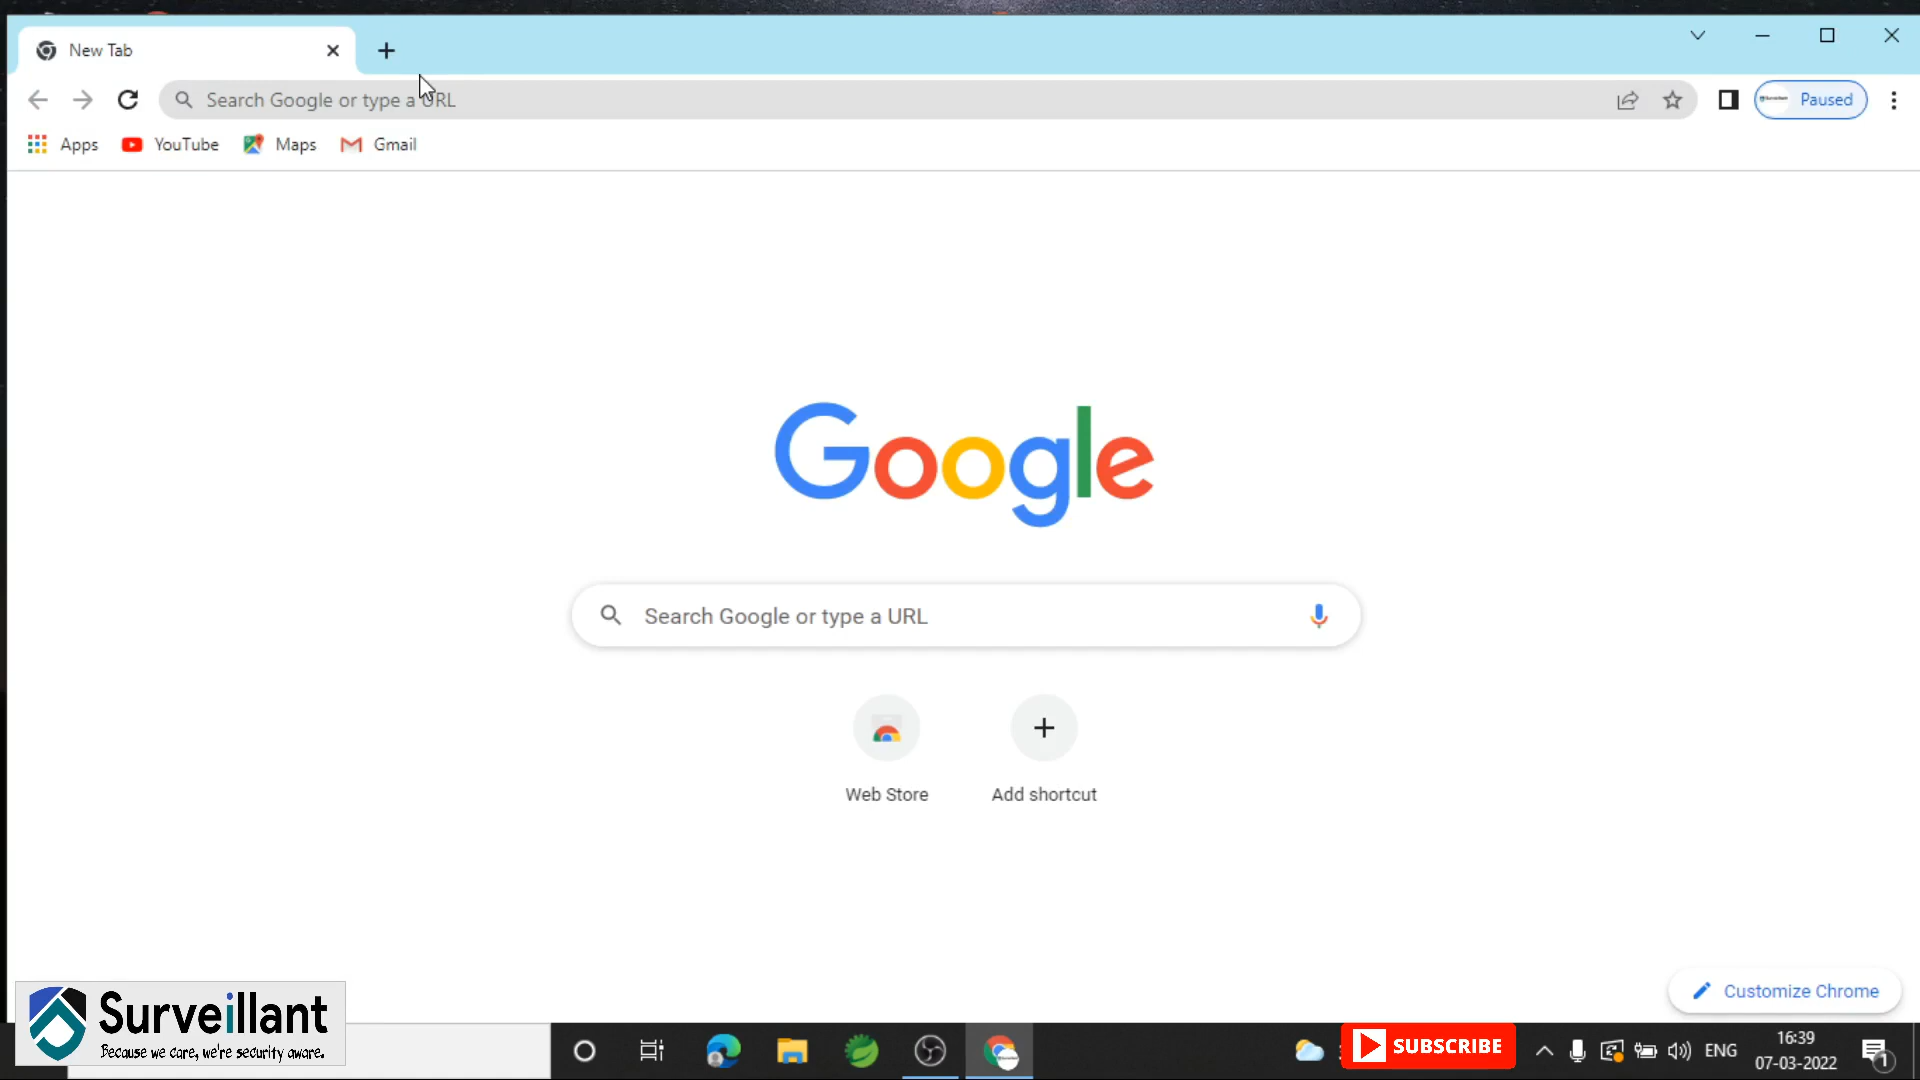 New Tab
Search Google or type a URL
Paused
Apps
YouTube
Maps
Gmail
Google
Search Google or type a URL
Web Store
Add shortcut
Customize Chrome
Surveillant
Because we care, we're security aware.
SUBSCRIBE
ENG
16:39
07-03-2022
1